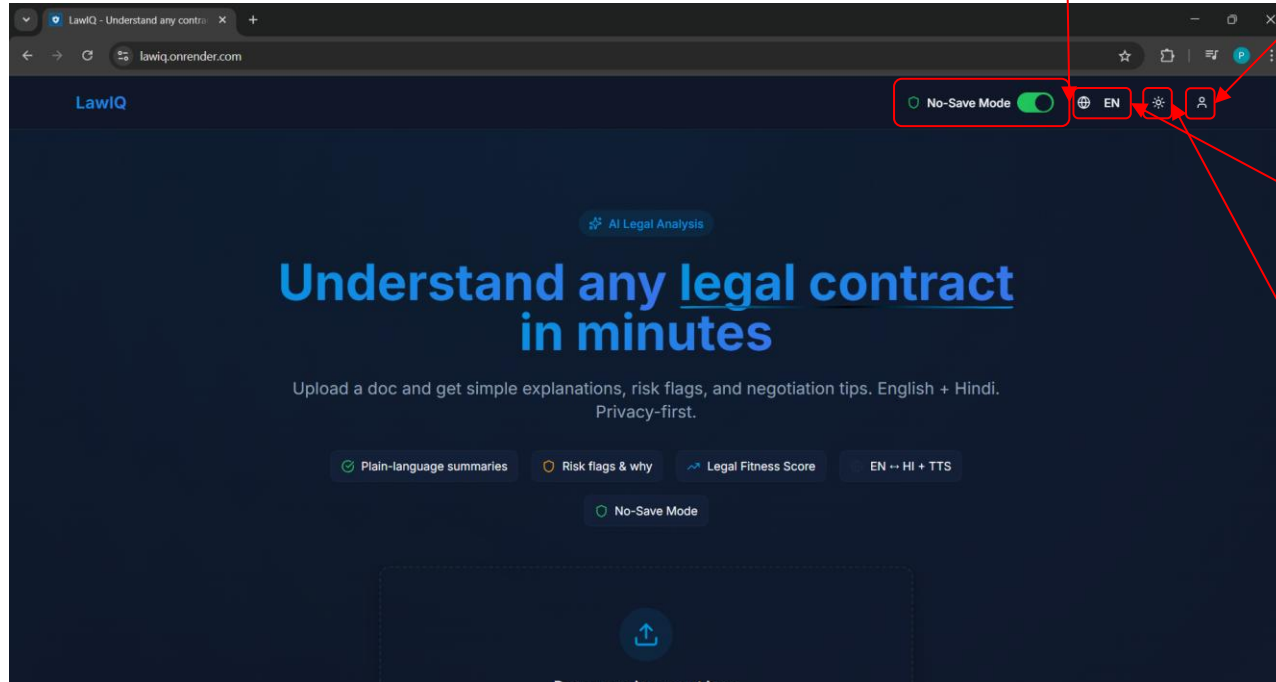 LawIQ - Understand any contra
lawiq.onrender.com
P
LawIQ
No-Save Mode
EN
AI Legal Analysis
Understand any legal contract
in minutes
Upload a doc and get simple explanations, risk flags, and negotiation tips. English + Hindi.
Privacy-first.
Plain-language summaries
Risk flags & why
Legal Fitness Score
EN ↔ HI + TTS
No-Save Mode